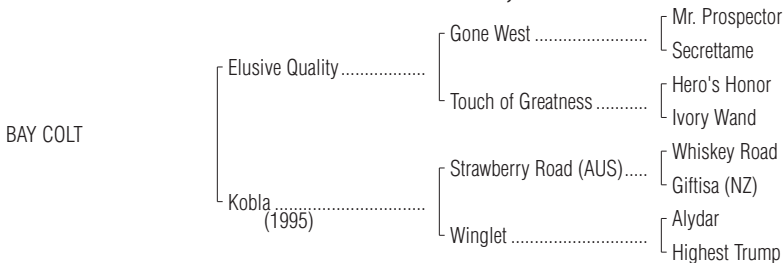 Mr. Prospector
Gone West ........................
Secrettame
Elusive Quality..................
Hero's Honor
Touch of Greatness ...........
Ivory Wand
BAY COLT
Whiskey Road
Strawberry Road (AUS).....
Giftisa (NZ)
Kobla ................................
(1995)
Alydar
Winglet .............................
Highest Trump